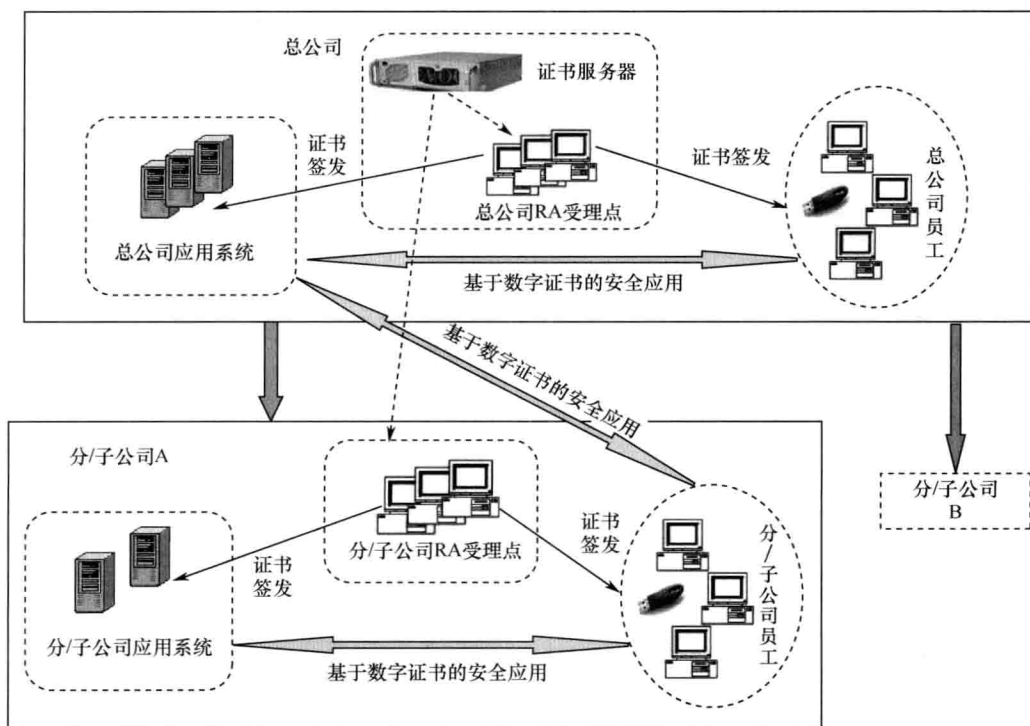 总公司
证书服务器
证书
签发
证书签发
总公司RA受理点
总公司应用系统
总公司员工
基于数字证书的安全应用
基于数字证书的安全应用
分/子公司A
分/子公司
B
分/子公司RA受理点
证书
签发
证书
签发
分/子公司员工
分/子公司应用系统
基于数字证书的安全应用